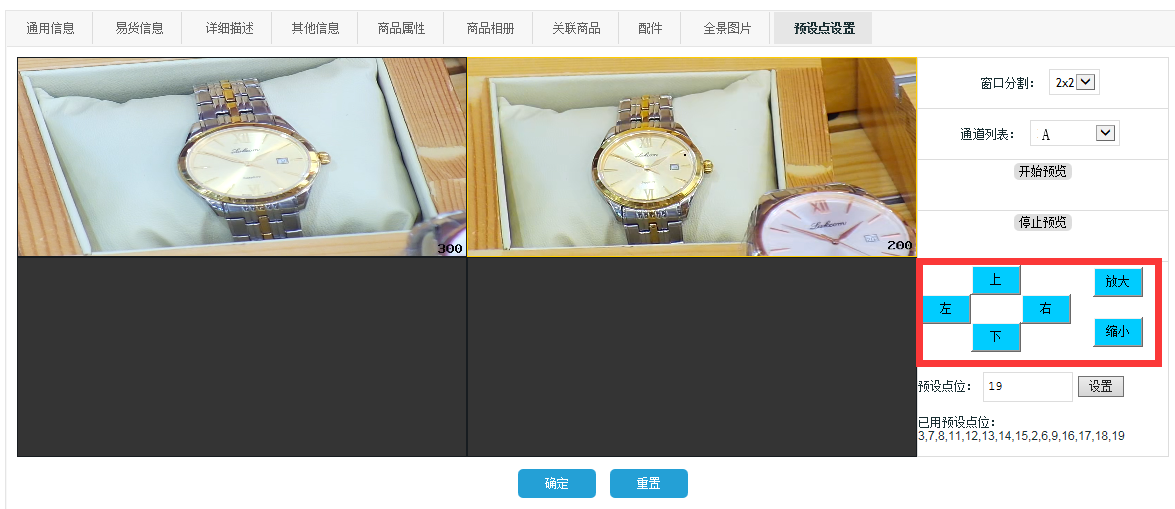 通用信息 易货信息 详细描述 其他信息 商品属性 商品相册 关联商品 配件 全景图片 预设点设置
窗口分割： 2x2
通道列表： A
开始预览
停止预览
300
200
上 放大
左 右
下 缩小
预设点位： 19 设置
已用预设点位：
3,7,8,11,12,13,14,15,2,6,9,16,17,18,19
确定 重置